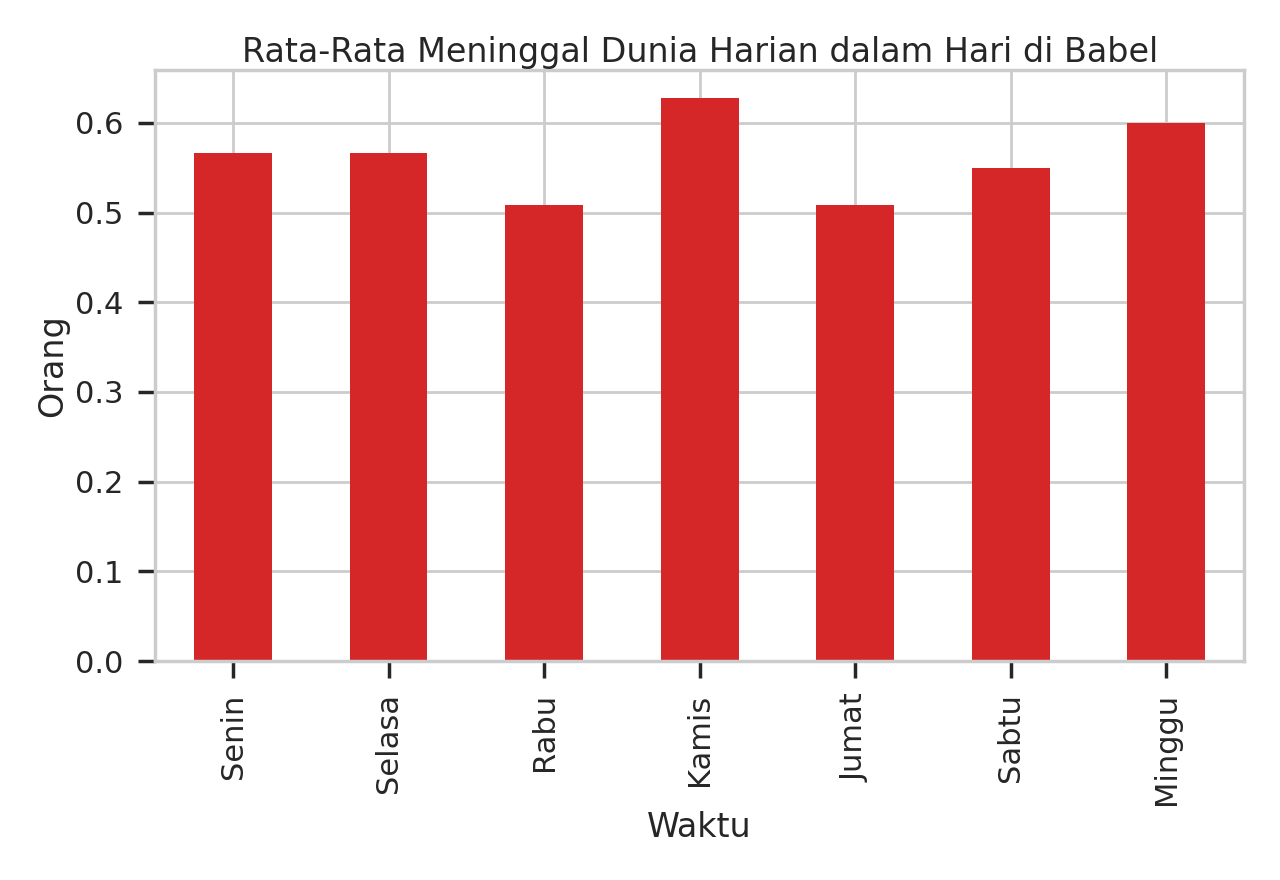 Rata-Rata Meninggal Dunia Harian dalam Hari di Babel
0.6
0.5
0.4
0.3
0.2
0.1
0.0
Orang
Senin
Selasa
Rabu
Kamis
Jumat
Sabtu
Minggu
Waktu